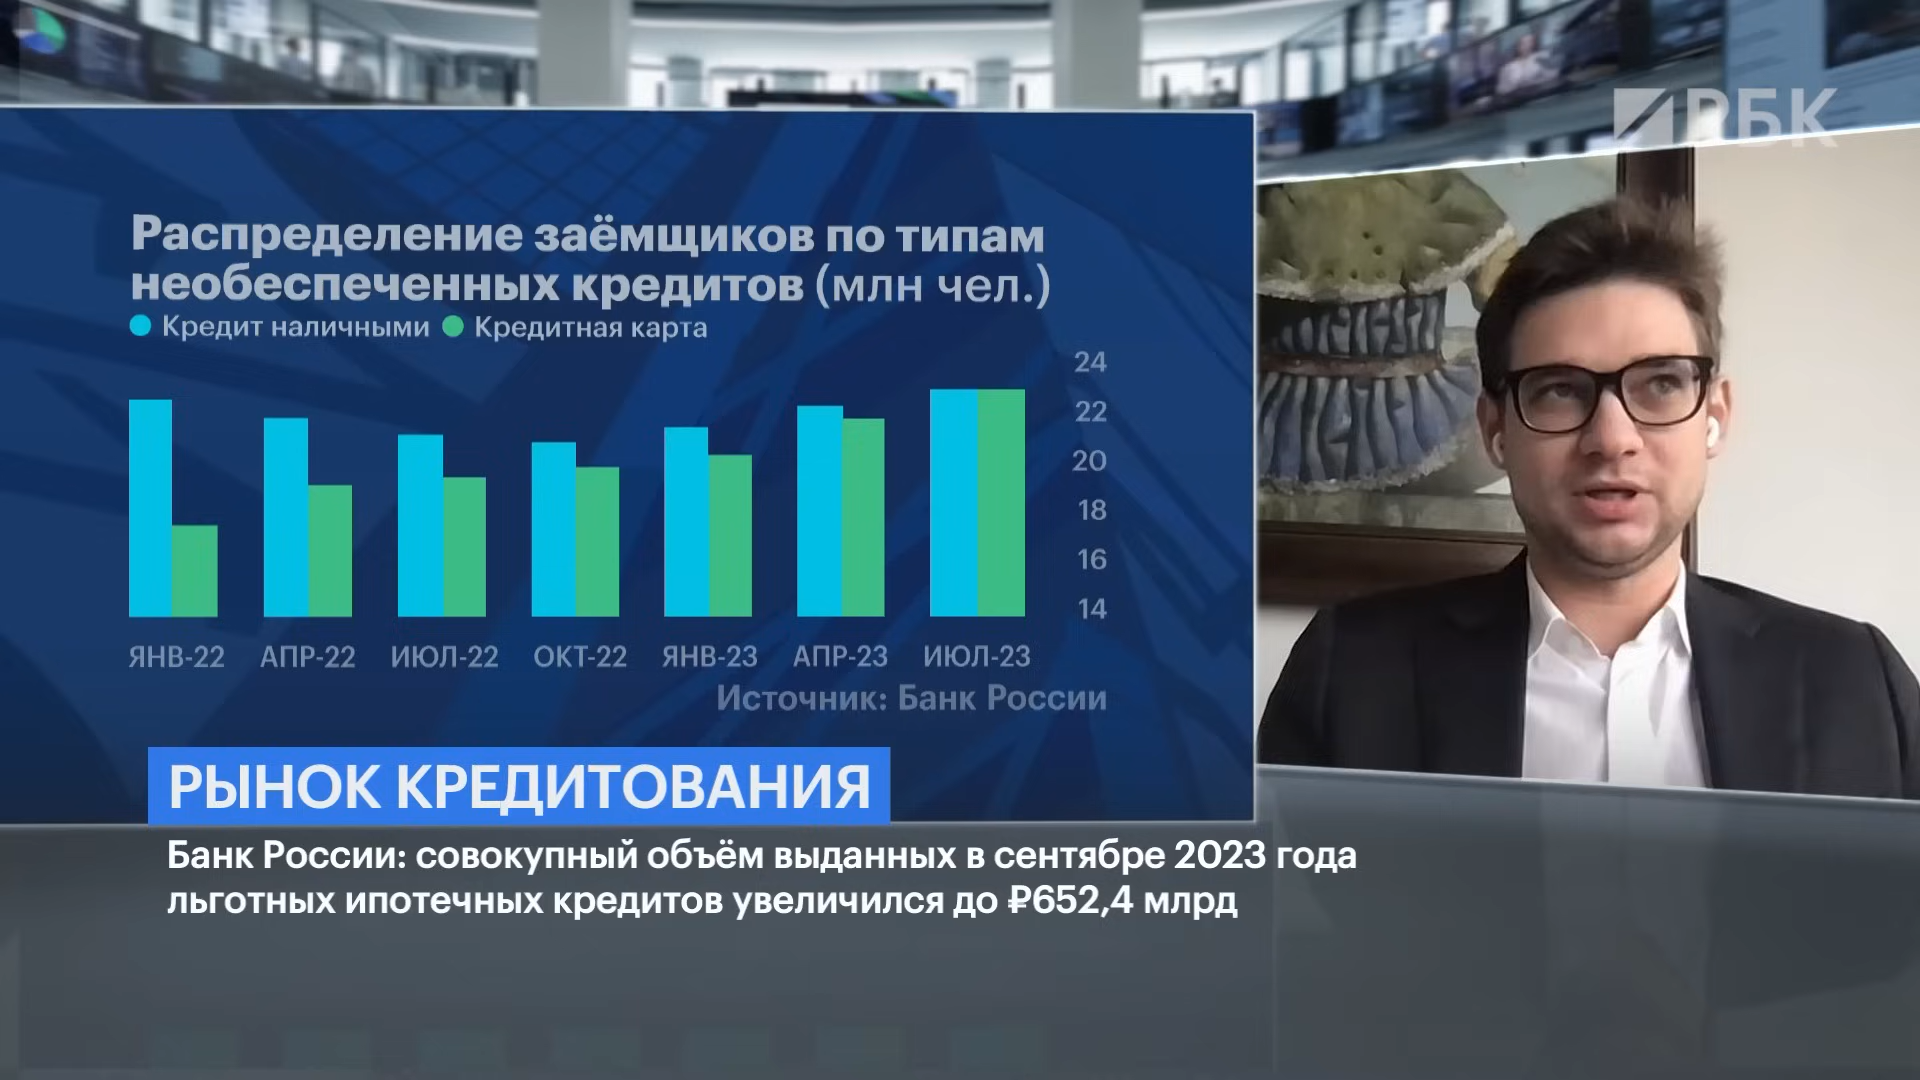 РБК
Распределение заёмщиков по типам
необеспеченных кредитов (млн чел.)
Кредит наличными Кредитная карта
24
22
20
18
16
14
ЯНВ-22 АПР-22 ИЮЛ-22 ОКТ-22 ЯНВ-23 АПР-23 ИЮЛ-23
Источник: Банк России
РЫНОК КРЕДИТОВАНИЯ
Банк России: совокупный объём выданных в сентябре 2023 года
льготных ипотечных кредитов увеличился до ₽652,4 млрд